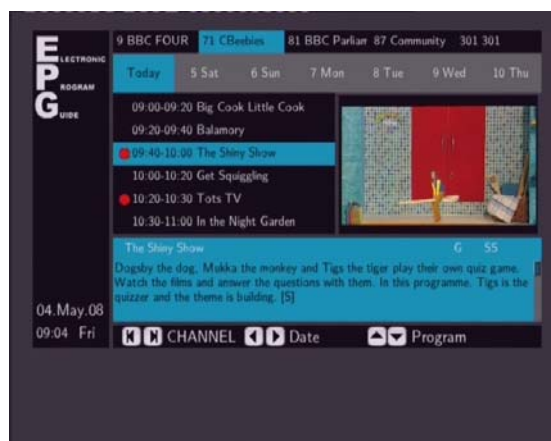 ELECTRONIC
PROGRAM
GUIDE
9 BBC FOUR 71 CBeebies 81 BBC Parliam 87 Community 301 301
Today 5 Sat 6 Sun 7 Mon 8 Tue 9 Wed 10 Thu
09:00-09:20 Big Cook Little Cook
09:20-09:40 Balamory
09:40-10:00 The Shiny Show
10:00-10:20 Get Squiggling
10:20-10:30 Tots TV
10:30-11:00 In the Night Garden
The Shiny Show G SS
Dogsby the dog, Mukka the monkey and Tigs the tiger play their own quiz game.
Watch the films and answer the questions with them. In this programme, Tigs is the
quizzer and the theme is building. [S]
04.May.08
09:04 Fri
CHANNEL Date Program